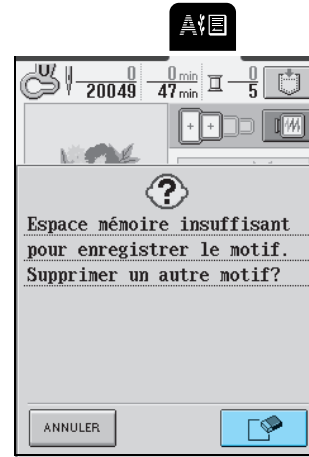 A
U 0 0 min 0
20049 47 min 5
+ +
Espace mémoire insuffisant
pour enregistrer le motif.
Supprimer un autre motif?
ANNULER